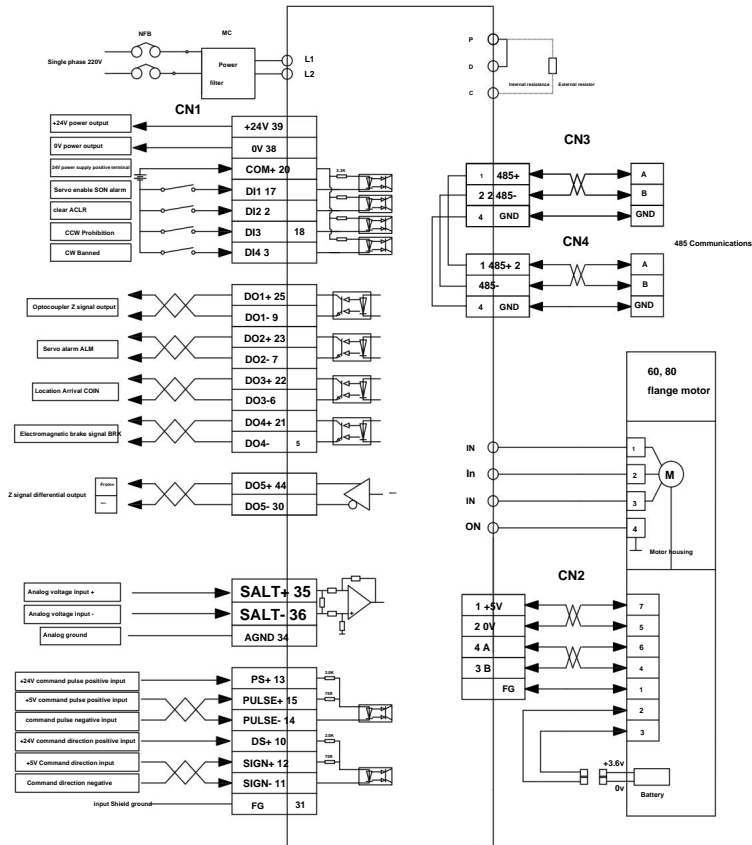 NFB
MC
Single phase 220V
Power
filter
L1
L2
P
D
C
Internal resistence
External resistor
CN1
+24V power output
+24V 39
0V power output
0V 38
24V power supply positive terminal
COM+ 20
3.3K
Servo enable SON alarm
DI1 17
clear ACLR
DI2 2
CCW Prohibition
DI3
18
CW Banned
DI4 3
CN3
1 485+
A
2 2 485-
B
4 GND
GND
CN4
485 Communications
1 485+ 2
A
485-
B
4 GND
GND
Optocoupler Z signal output
DO1+ 25
DO1- 9
Servo alarm ALM
DO2+ 23
DO2- 7
Location Arrival COIN
DO3+ 22
DO3-6
Electromagnetic brake signal BRK
DO4+ 21
DO4-
5
Z signal differential output
DO5+ 44
DO5- 30
60, 80
flange motor
IN
1
In
2
M
IN
3
ON
4
Motor housing
Analog voltage input +
SALT+ 35
Analog voltage input -
SALT- 36
Analog ground
AGND 34
CN2
1 +5V
7
2 0V
5
4 A
6
3 B
4
FG
1
2
3
+3.6v
0v
Battery
+24V command pulse positive input
PS+ 13
2.0K
+5V command pulse positive input
PULSE+ 15
75R
command pulse negative input
PULSE- 14
+24V command direction positive input
DS+ 10
2.0K
+5V Command direction input
SIGN+ 12
75R
Command direction negative
SIGN- 11
input Shield ground
FG
31